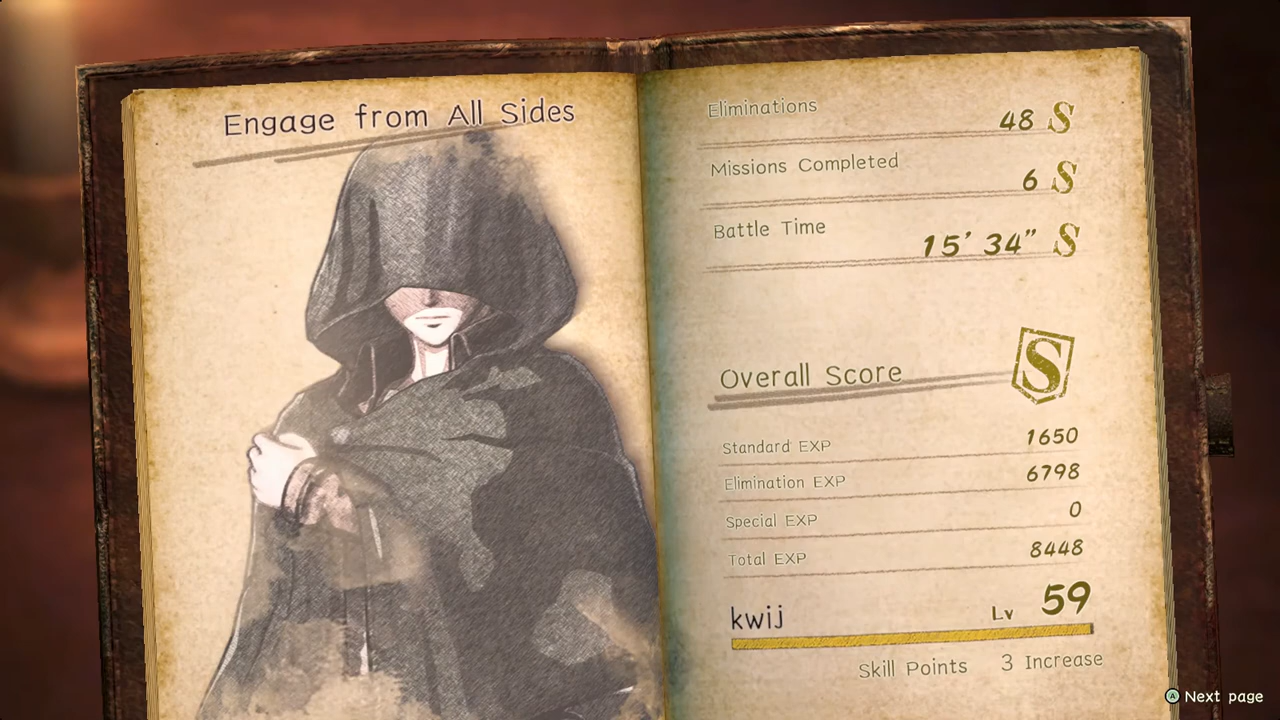 Engage from All Sides
Eliminations
48 S
Missions Completed
6 S
Battle Time
15' 34" S
Overall Score
S
Standard EXP 1650
Elimination EXP 6798
Special EXP 0
Total EXP 8448
kwij Lv 59
Skill Points 3 Increase
A Next page